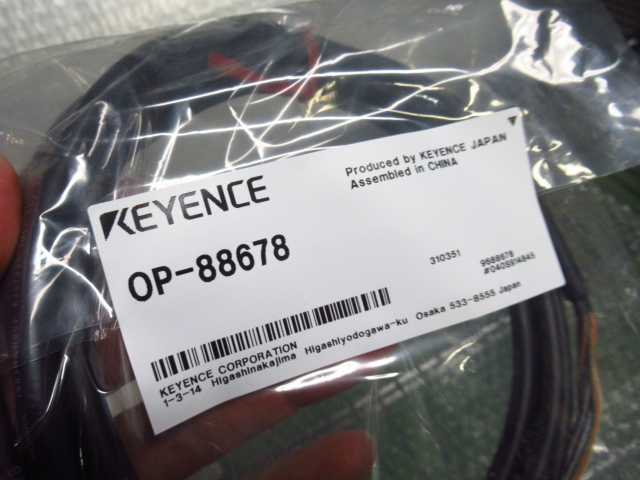 KEYENCE
Produced by KEYENCE JAPAN
Assembled in CHINA
OP-88678
310351
9688678
#040S914845
KEYENCE CORPORATION
1-3-14 Higashinakajima Higashiyodogawa-ku Osaka 533-8555 Japan